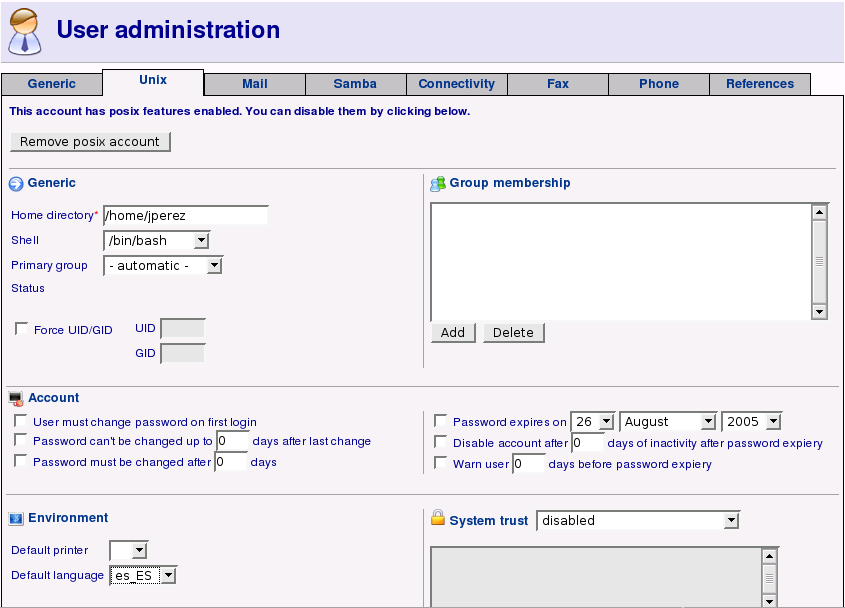 User administration
Generic Unix Mail Samba Connectivity Fax Phone References
This account has posix features enabled. You can disable them by clicking below.
Remove posix account
Generic
Home directory* /home/jperez
Shell /bin/bash
Primary group - automatic -
Status
Force UID/GID UID
GID
Group membership
Add Delete
Account
User must change password on first login
Password can't be changed up to 0 days after last change
Password must be changed after 0 days
Password expires on 26 August 2005
Disable account after 0 days of inactivity after password expiery
Warn user 0 days before password expiery
Environment
Default printer
Default language es_ES
System trust disabled